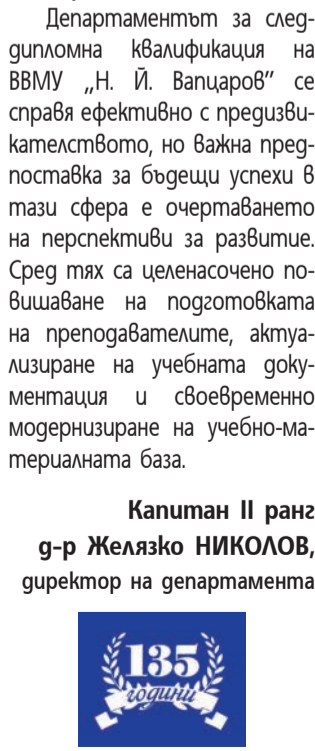 Департаментът за след-
дипломна квалификация на
ВВМУ „Н. Й. Вапцаров” се
справя ефективно с предизви-
кателството, но важна пред-
поставка за бъдещи успехи в
тази сфера е очертаването
на перспективи за развитие.
Сред тях са целенасочено по-
вишаване на подготовката
на преподавателите, актуа-
лизиране на учебната доку-
ментация и своевременно
модернизиране на учебно-ма-
териалната база.
Капитан II ранг
д-р Желязко НИКОЛОВ,
директор на департамента
135
години